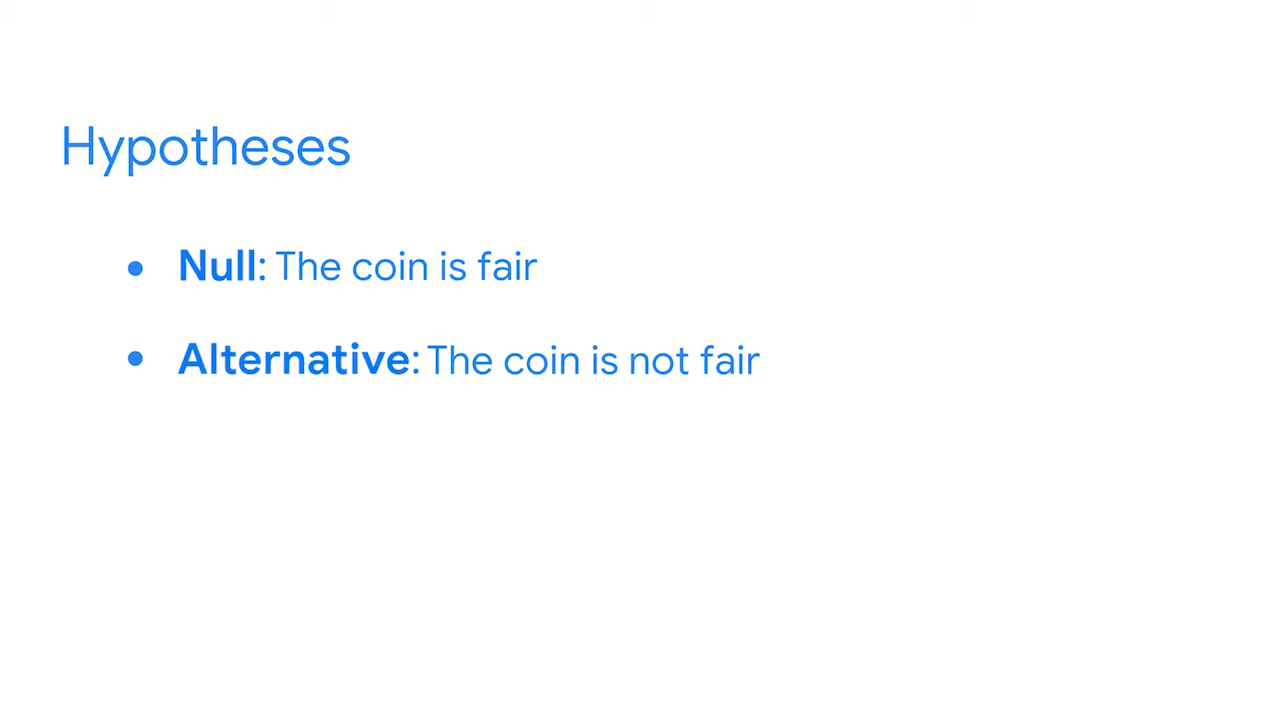 Hypotheses
• Null: The coin is fair
• Alternative: The coin is not fair